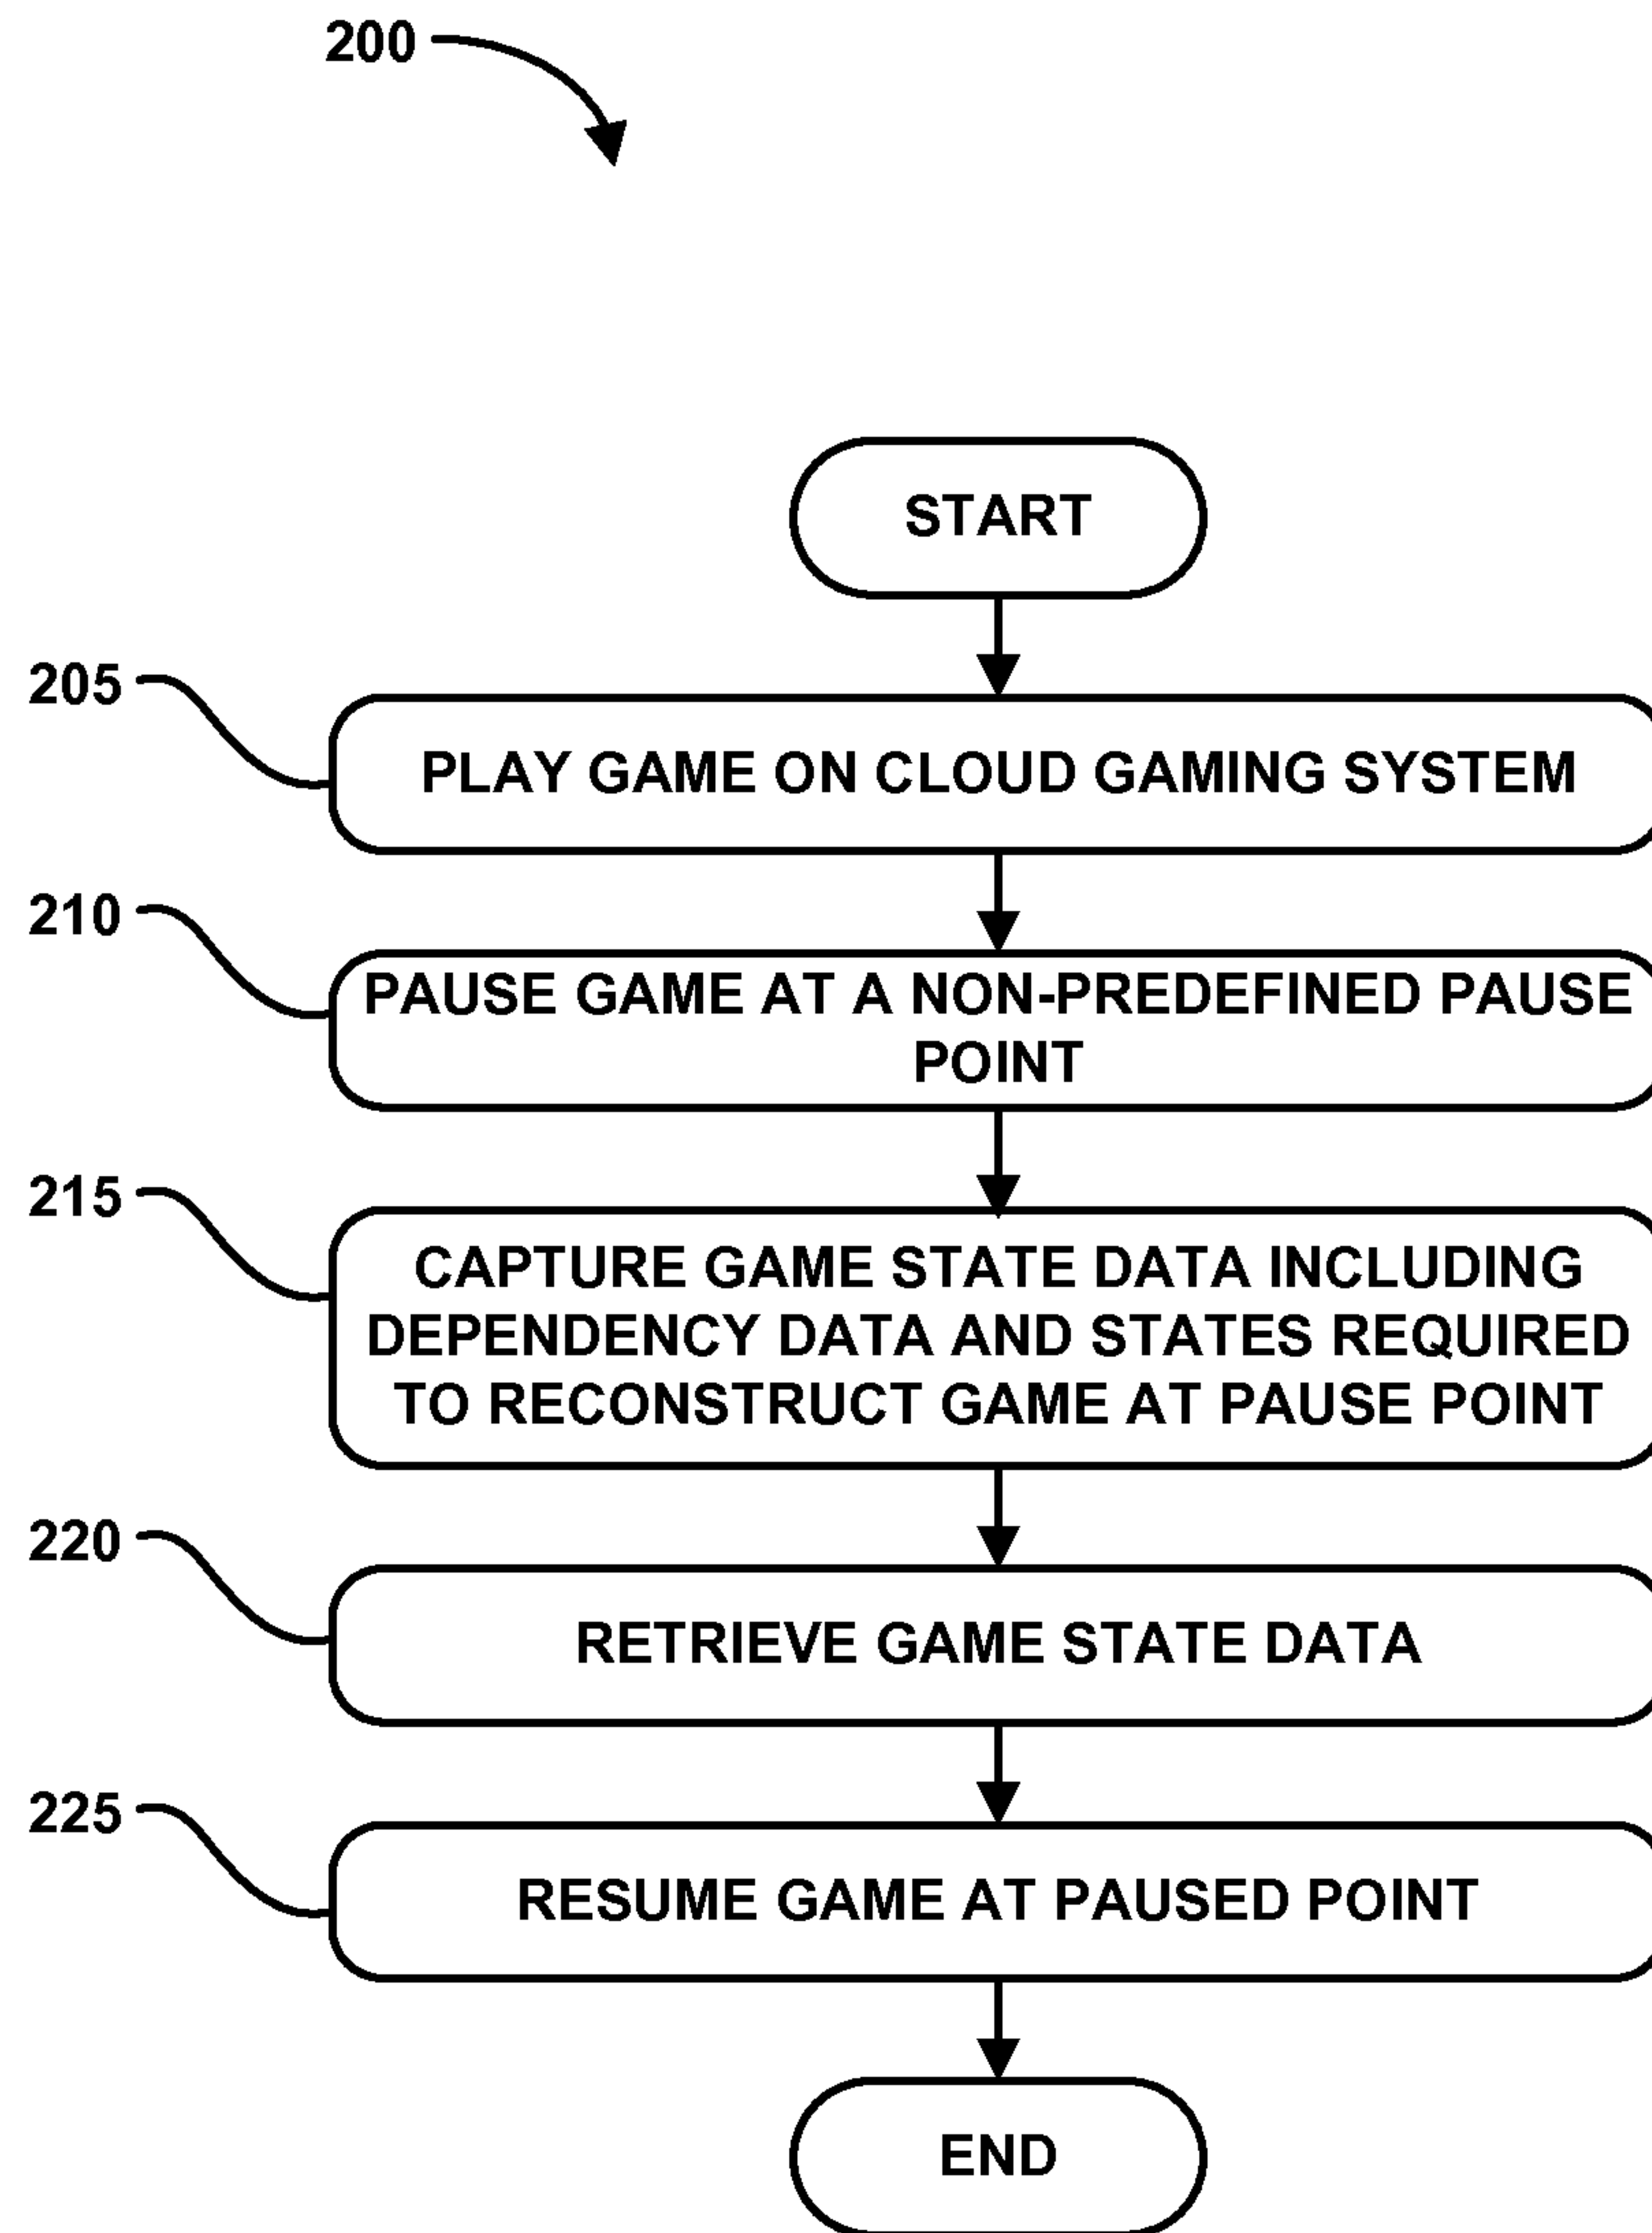 200
START
205
PLAY GAME ON CLOUD GAMING SYSTEM
210
PAUSE GAME AT A NON-PREDEFINED PAUSE
POINT
215
CAPTURE GAME STATE DATA INCLUDING
DEPENDENCY DATA AND STATES REQUIRED
TO RECONSTRUCT GAME AT PAUSE POINT
220
RETRIEVE GAME STATE DATA
225
RESUME GAME AT PAUSED POINT
END